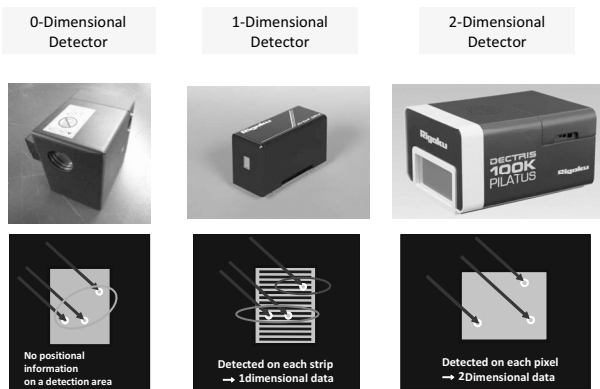 0-Dimensional
Detector
1-Dimensional
Detector
2-Dimensional
Detector
Rigaku
Rigaku
DECTRIS
100K
PILATUS
Rigaku
No positional
information
on a detection area
Detected on each strip
→ 1dimensional data
Detected on each pixel
→ 2Dimensional data